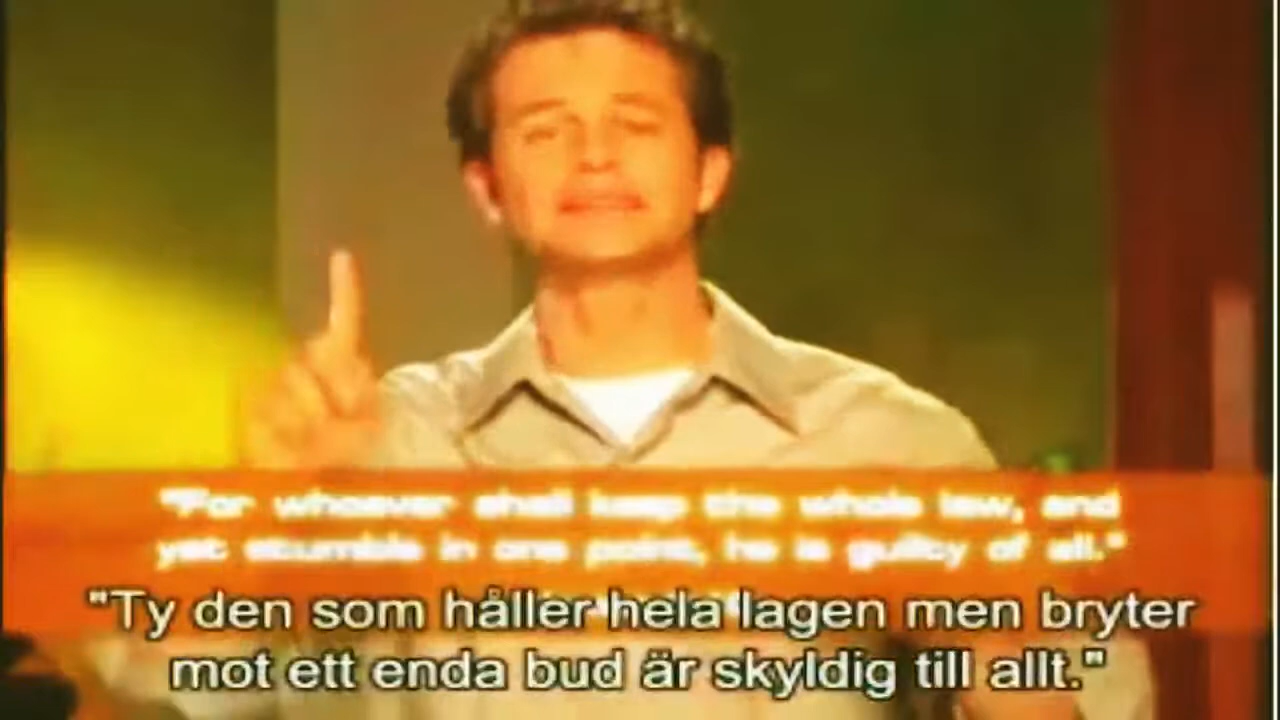 "For whoever shall keep the whole law, and
yet stumble in one point, he is guilty of all."
"Ty den som håller hela lagen men bryter
mot ett enda bud är skyldig till allt."